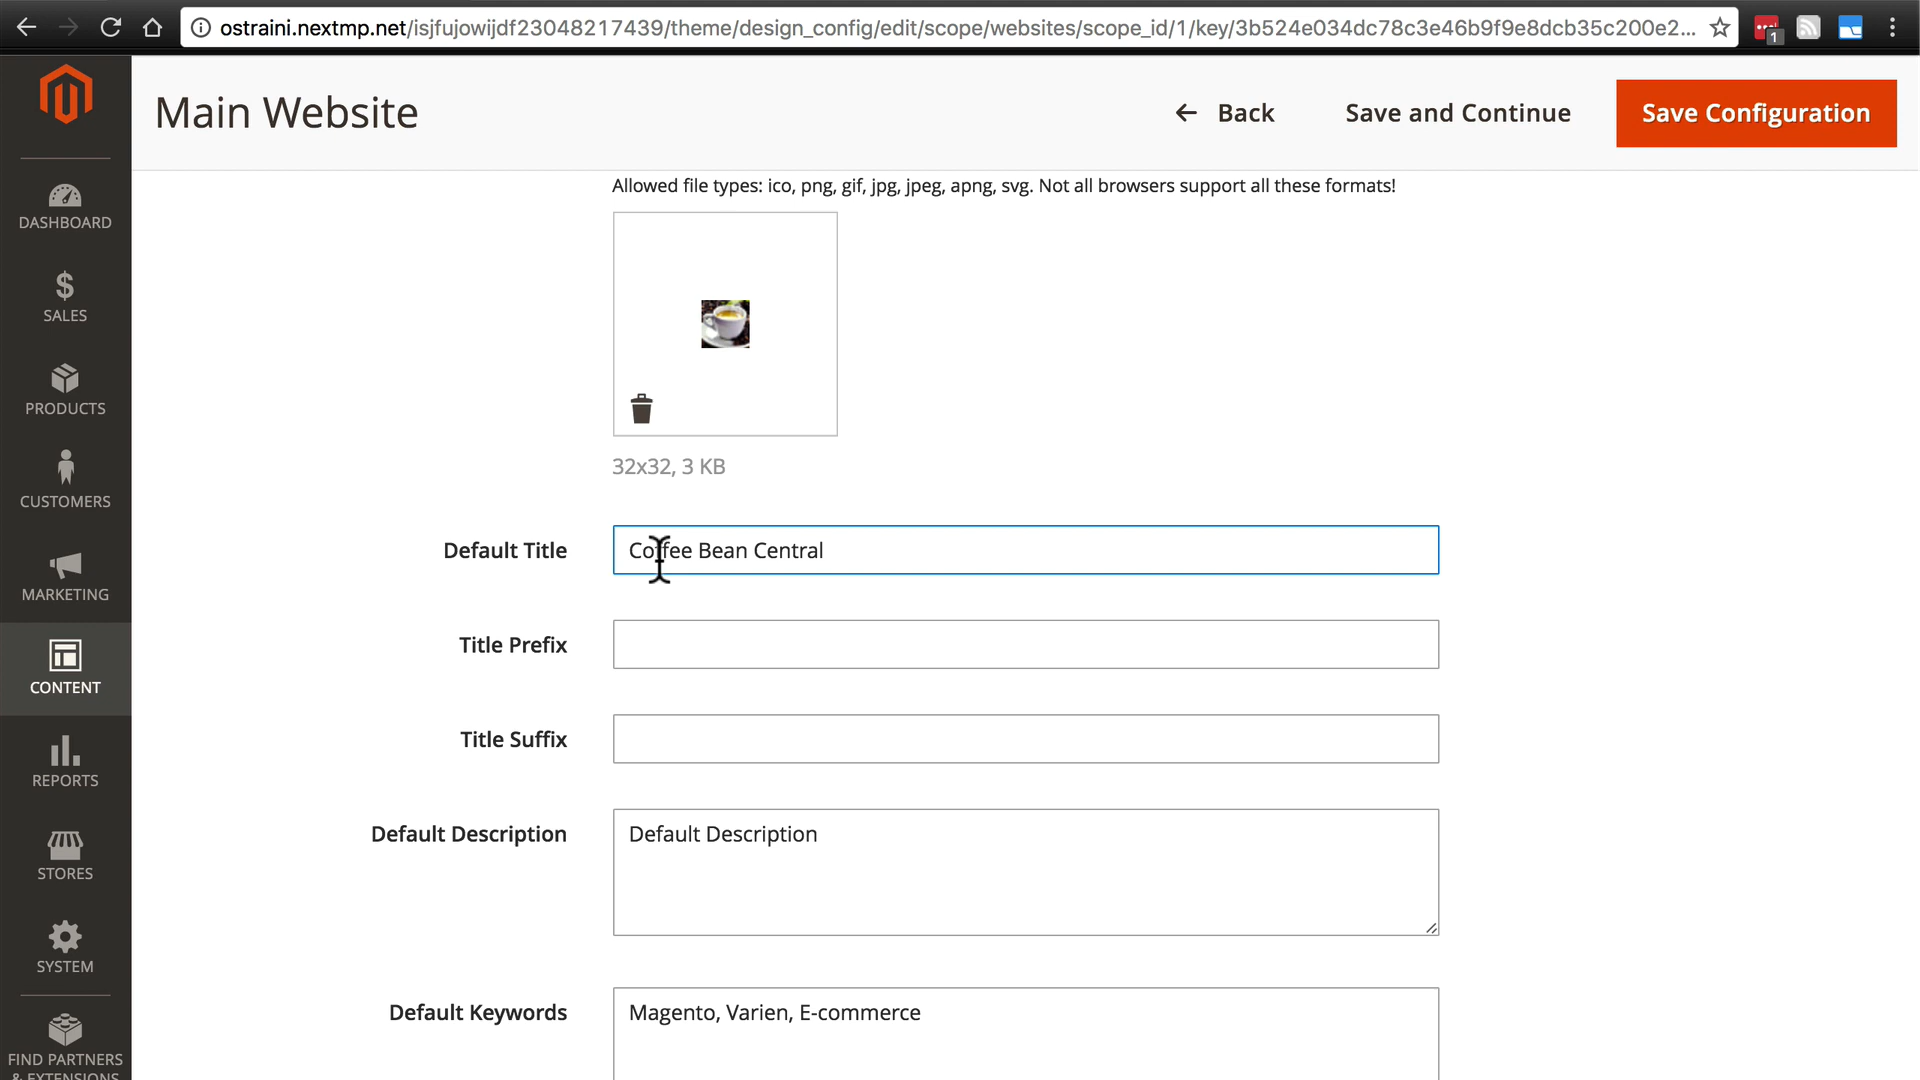 ostraini.nextmp.net/isjfujowijdf23048217439/theme/design_config/edit/scope/websites/scope_id/1/key/3b524e034dc78c3e46b9f9e8dcb35c200e2...
1
Main Website
Back
Save and Continue
Save Configuration
DASHBOARD
SALES
PRODUCTS
CUSTOMERS
MARKETING
CONTENT
REPORTS
STORES
SYSTEM
FIND PARTNERS
& EXTENSIONS
Allowed file types: ico, png, gif, jpg, jpeg, apng, svg. Not all browsers support all these formats!
32x32, 3 KB
Default Title
Coffee Bean Central
Title Prefix
Title Suffix
Default Description
Default Description
Default Keywords
Magento, Varien, E-commerce